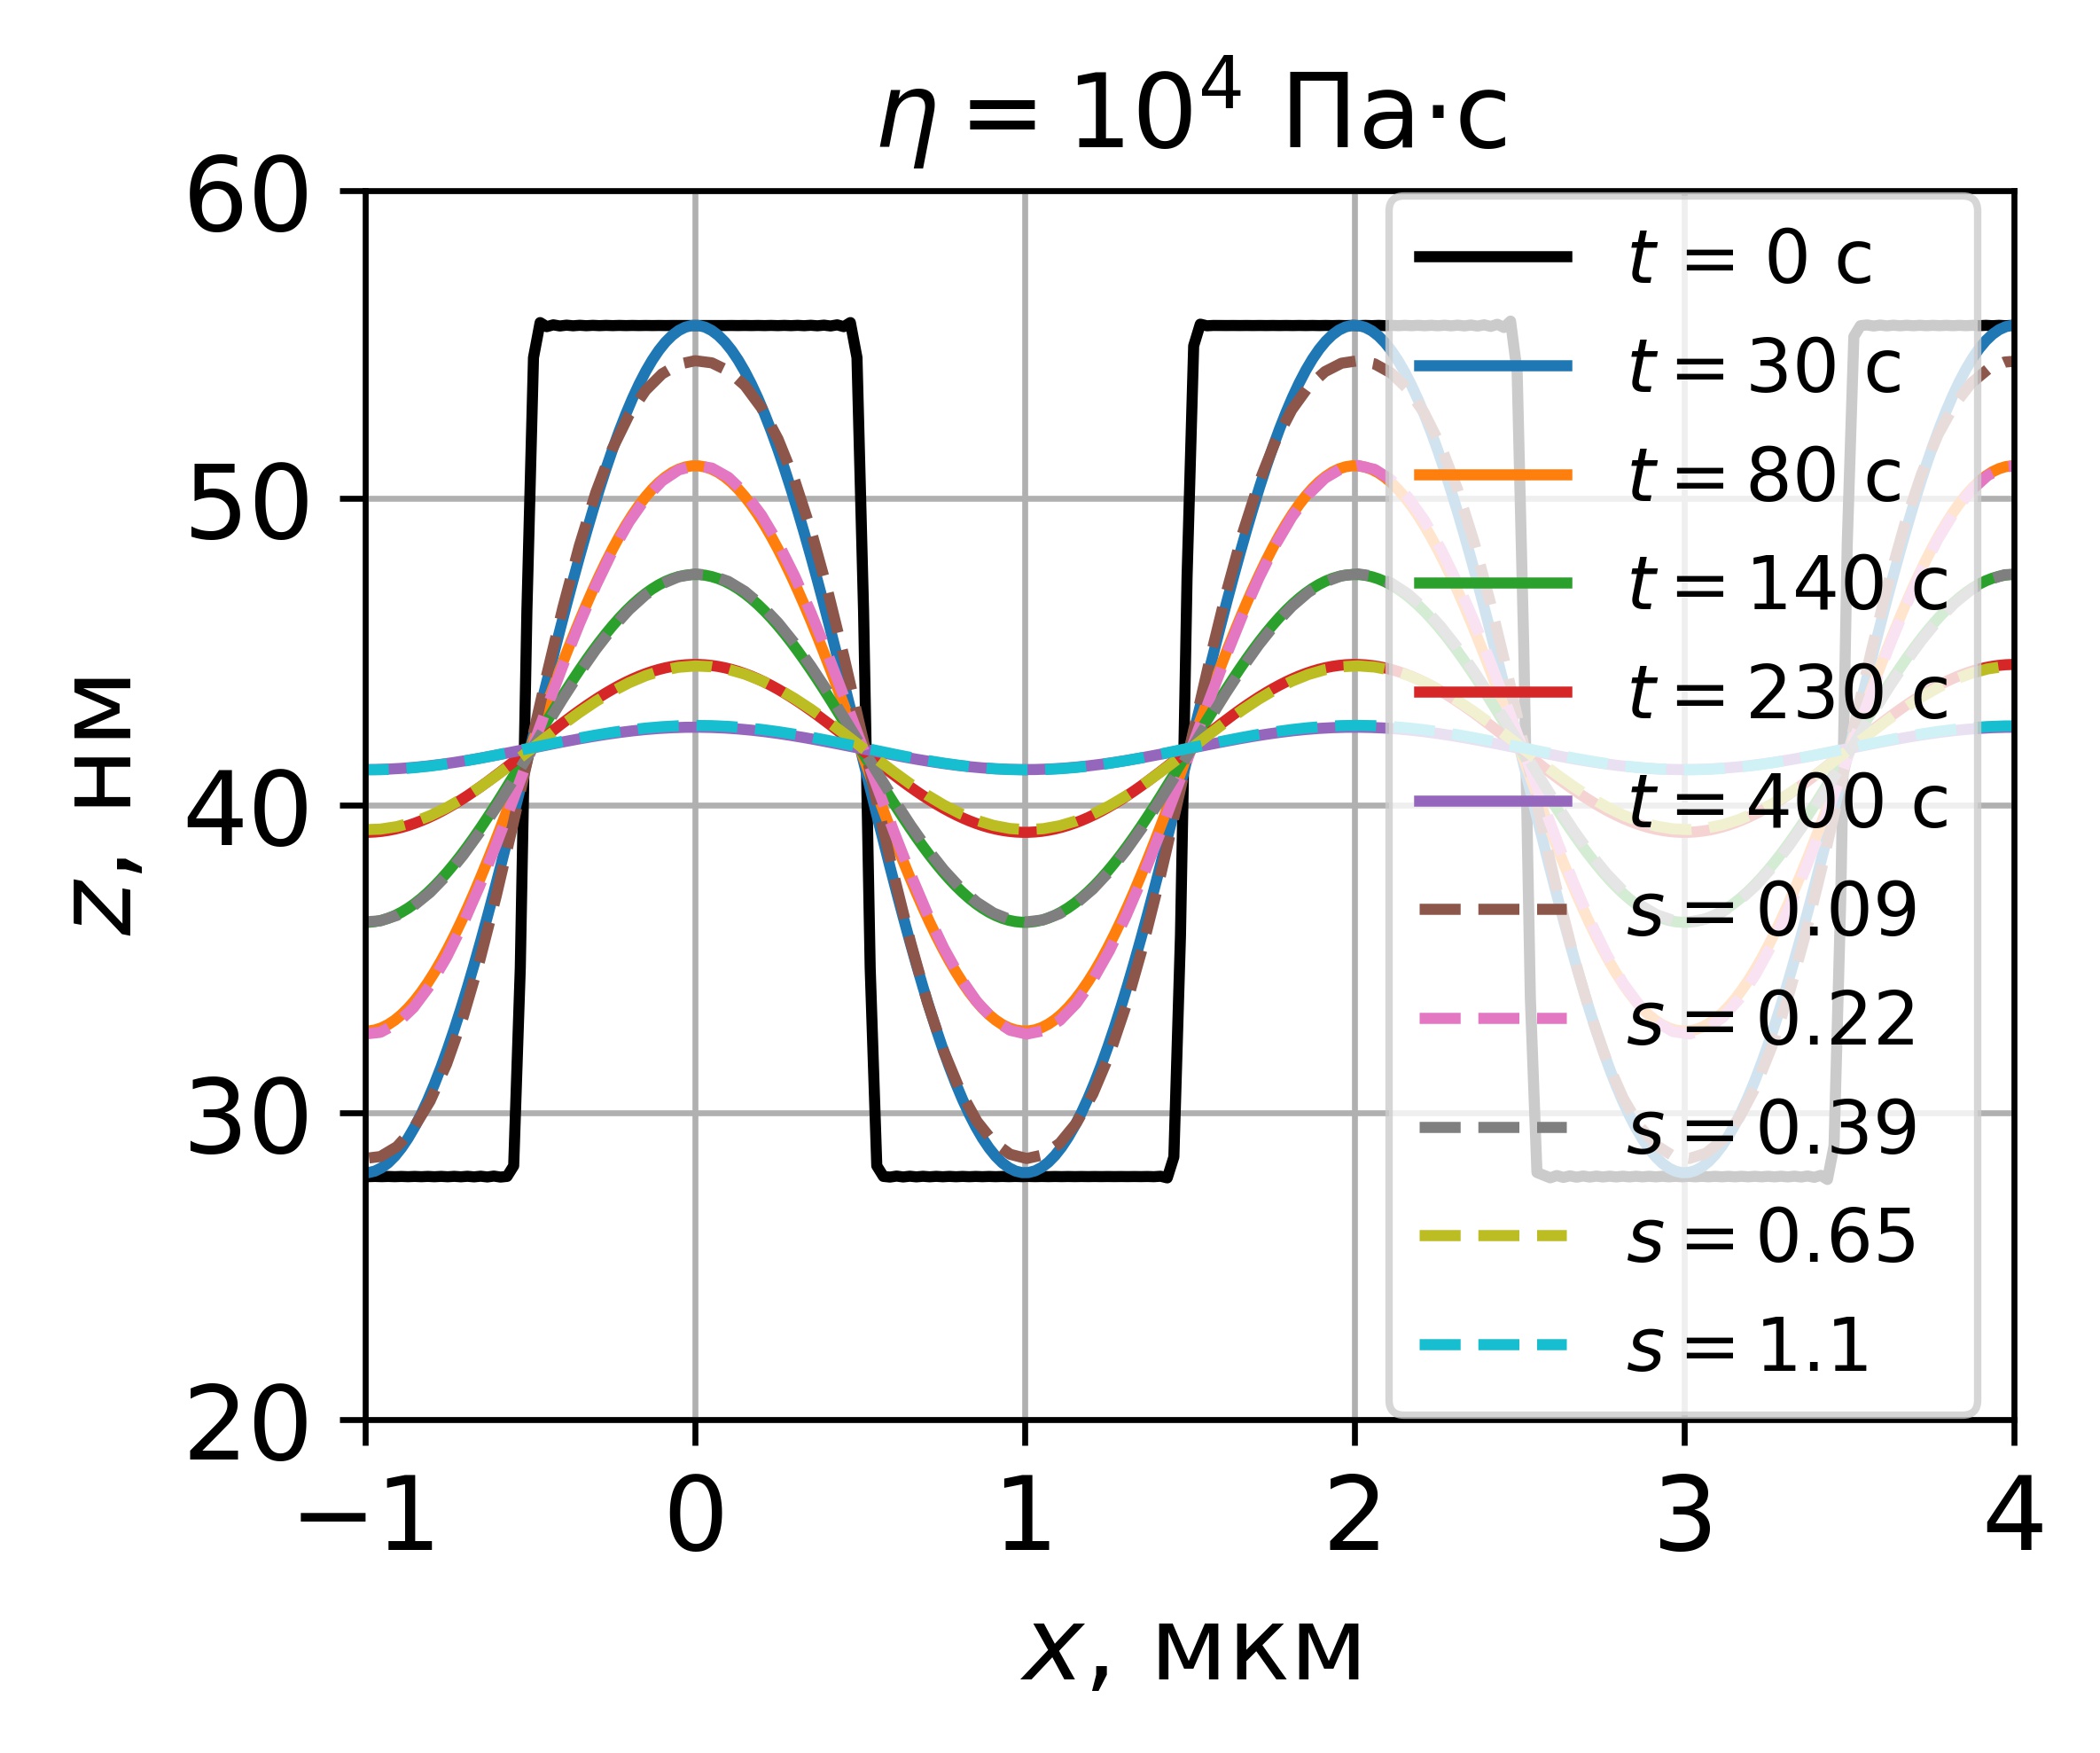 η = 10⁴ Па·с
z, нм
60
50
40
30
20
−1 0 1 2 3 4
x, мкм
t = 0 с
t = 30 с
t = 80 с
t = 140 с
t = 230 с
t = 400 с
s = 0.09
s = 0.22
s = 0.39
s = 0.65
s = 1.1